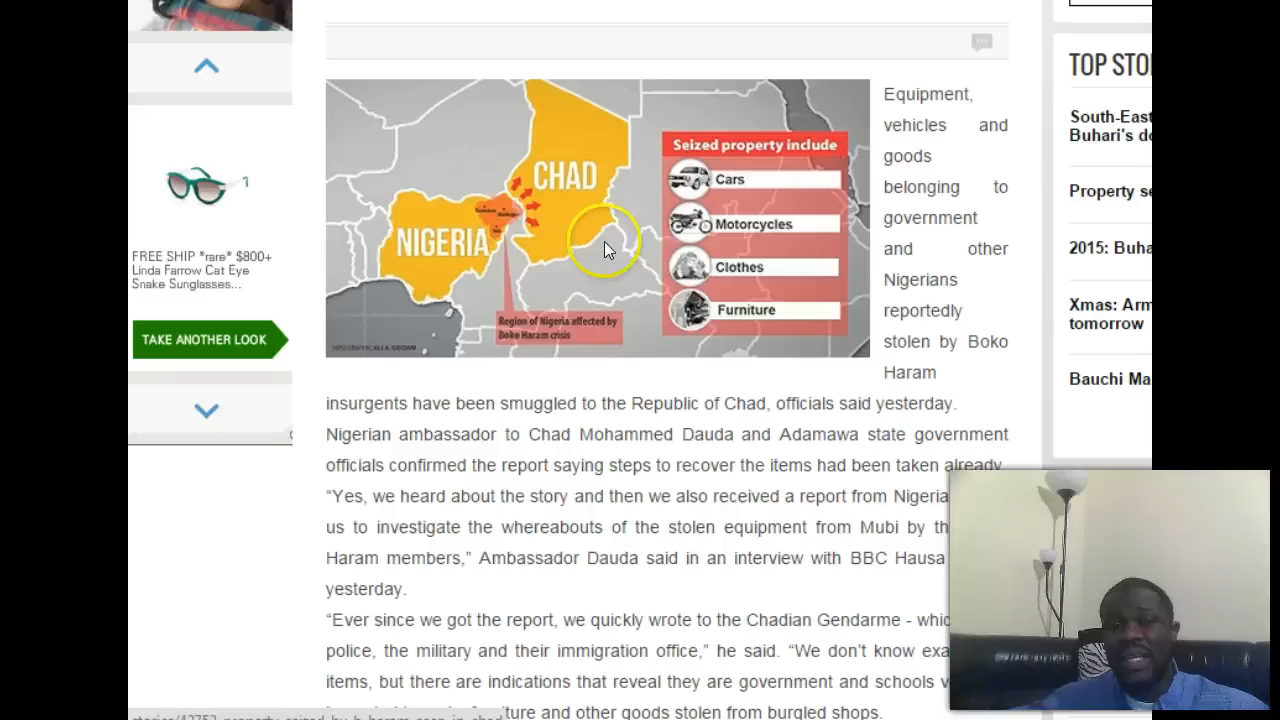 TOP STO
South-East
Buhari's do
Property se
2015: Buha
Xmas: Arm
tomorrow
Bauchi Ma
FREE SHIP *rare* $800+
Linda Farrow Cat Eye
Snake Sunglasses...
TAKE ANOTHER LOOK
CHAD
NIGERIA
Region of Nigeria affected by
Boko Haram crisis
Seized property include
Cars
Motorcycles
Clothes
Furniture
Equipment,
vehicles and
goods
belonging to
government
and other
Nigerians
reportedly
stolen by Boko
Haram
insurgents have been smuggled to the Republic of Chad, officials said yesterday.
Nigerian ambassador to Chad Mohammed Dauda and Adamawa state government
officials confirmed the report saying steps to recover the items had been taken already.
“Yes, we heard about the story and then we also received a report from Nigeria
us to investigate the whereabouts of the stolen equipment from Mubi by th
Haram members,” Ambassador Dauda said in an interview with BBC Hausa
yesterday.
“Ever since we got the report, we quickly wrote to the Chadian Gendarme - whic
police, the military and their immigration office,” he said. “We don't know exa
items, but there are indications that reveal they are government and schools v
ture and other goods stolen from burgled shops.